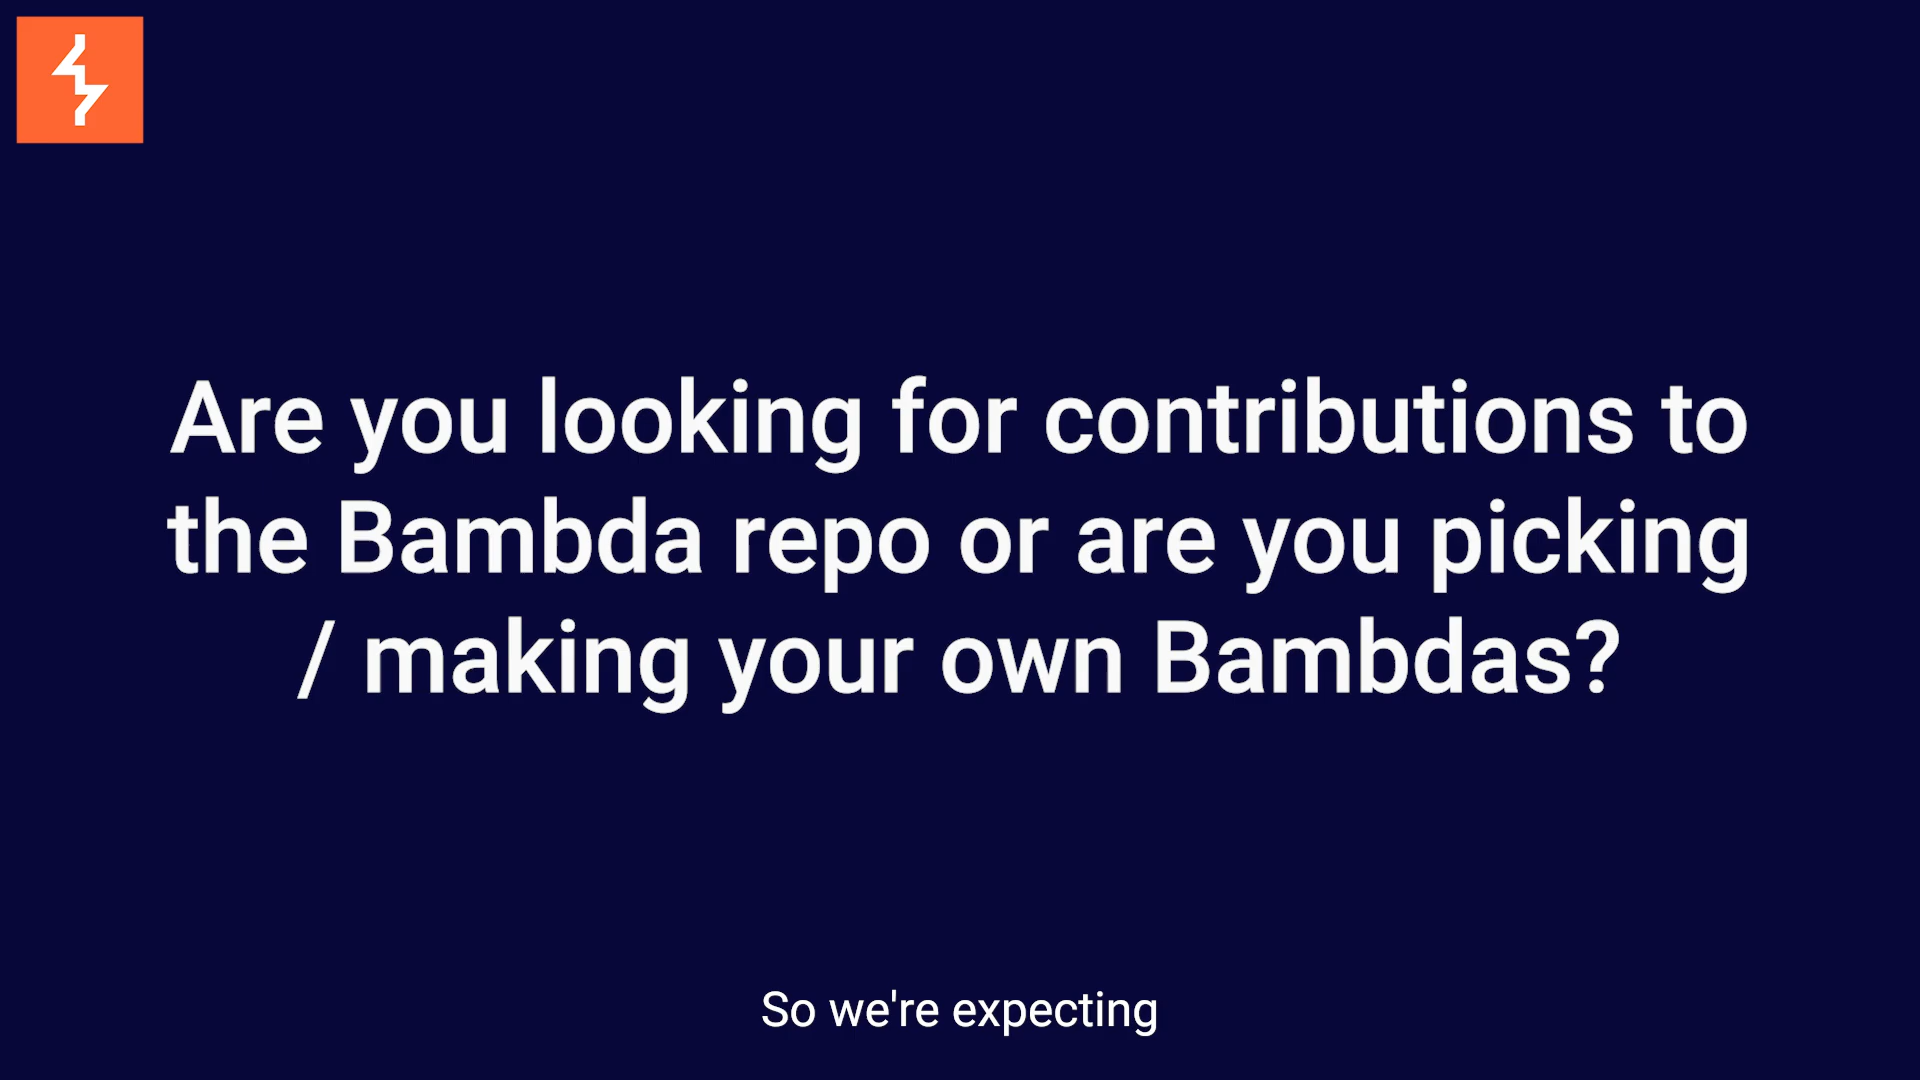 Are you looking for contributions to
the Bambda repo or are you picking
/ making your own Bambdas?
So we're expecting